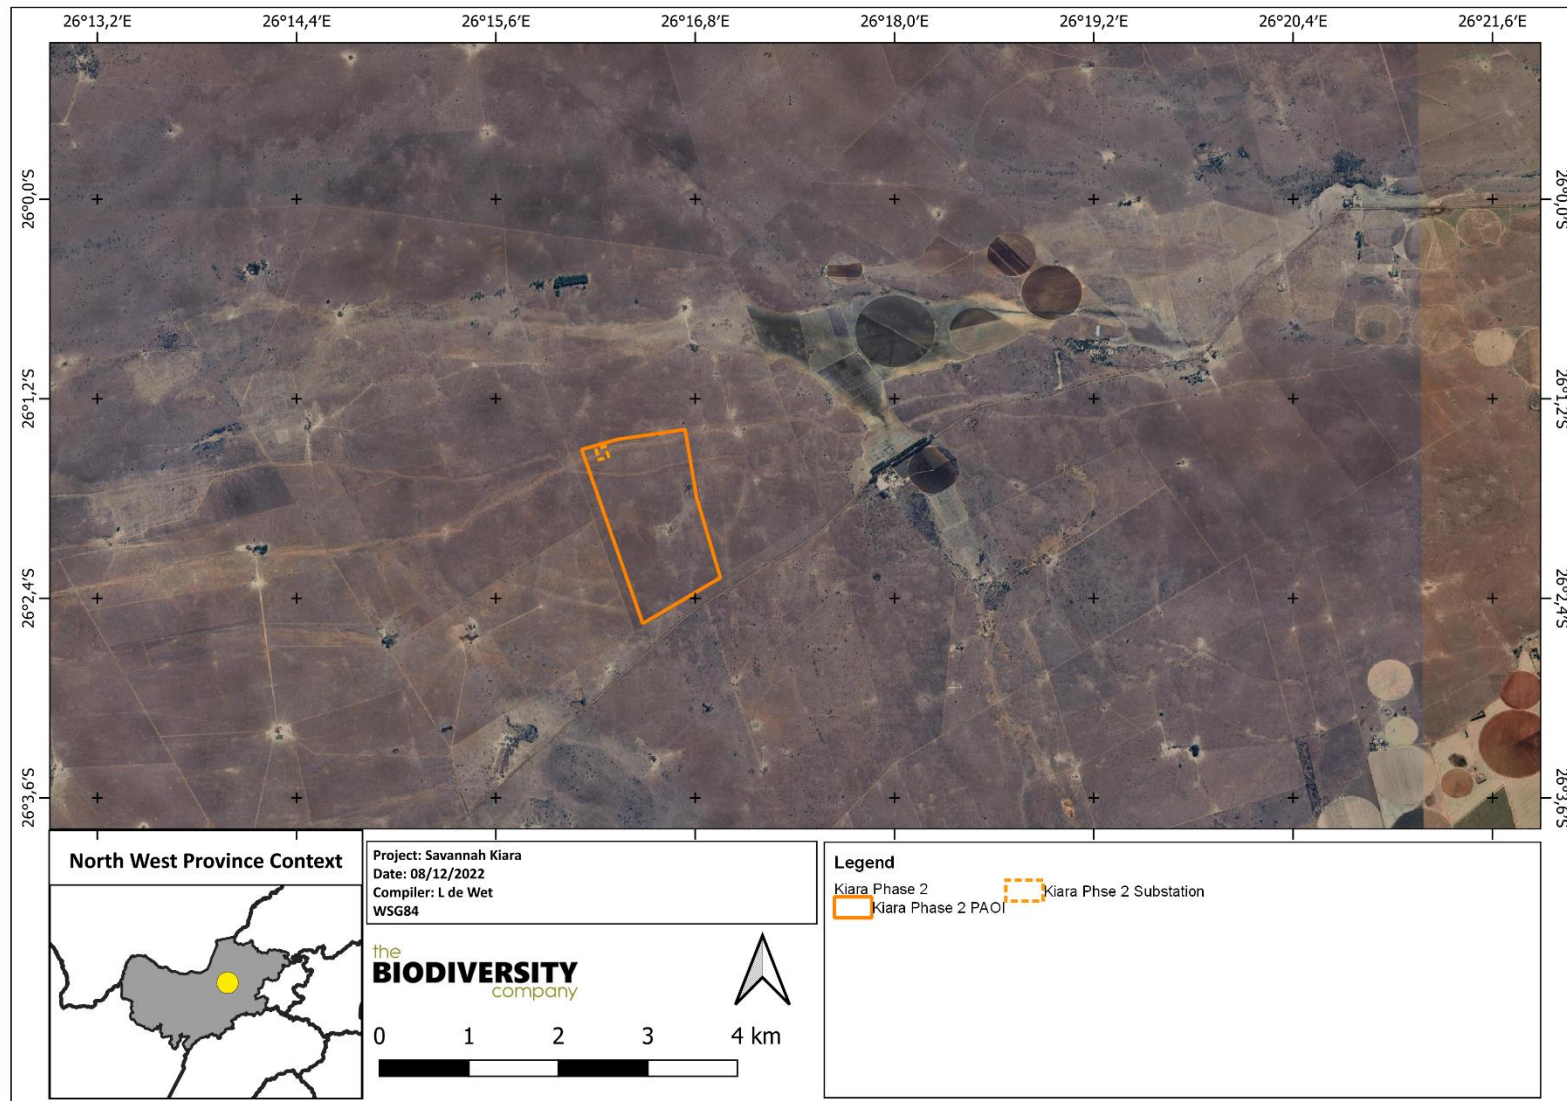 26°13,2′E
26°14,4′E
26°15,6′E
26°16,8′E
26°18,0′E
26°19,2′E
26°20,4′E
26°21,6′E
26°0,0′S
26°0,0′S
26°1,2′S
26°1,2′S
26°2,4′S
26°2,4′S
26°3,6′S
26°3,6′S
North West Province Context
Project: Savannah Kiara
Date: 08/12/2022
Compiler: L de Wet
WSG84
the
BIODIVERSITY
company
0 1 2 3 4 km
Legend
Kiara Phase 2
Kiara Phase 2 PAOI
Kiara Phse 2 Substation